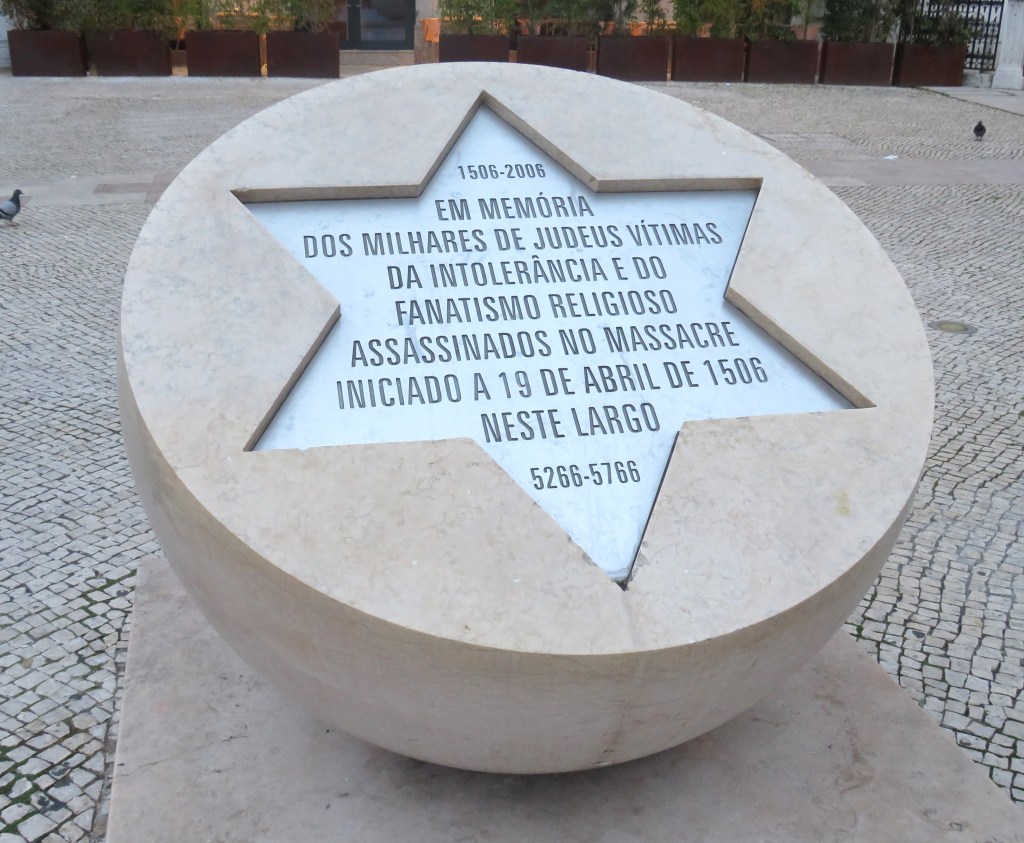 1506-2006
EM MEMÓRIA
DOS MILHARES DE JUDEUS VÍTIMAS
DA INTOLERÂNCIA E DO
FANATISMO RELIGIOSO
ASSASSINADOS NO MASSACRE
INICIADO A 19 DE ABRIL DE 1506
NESTE LARGO
5266-5766